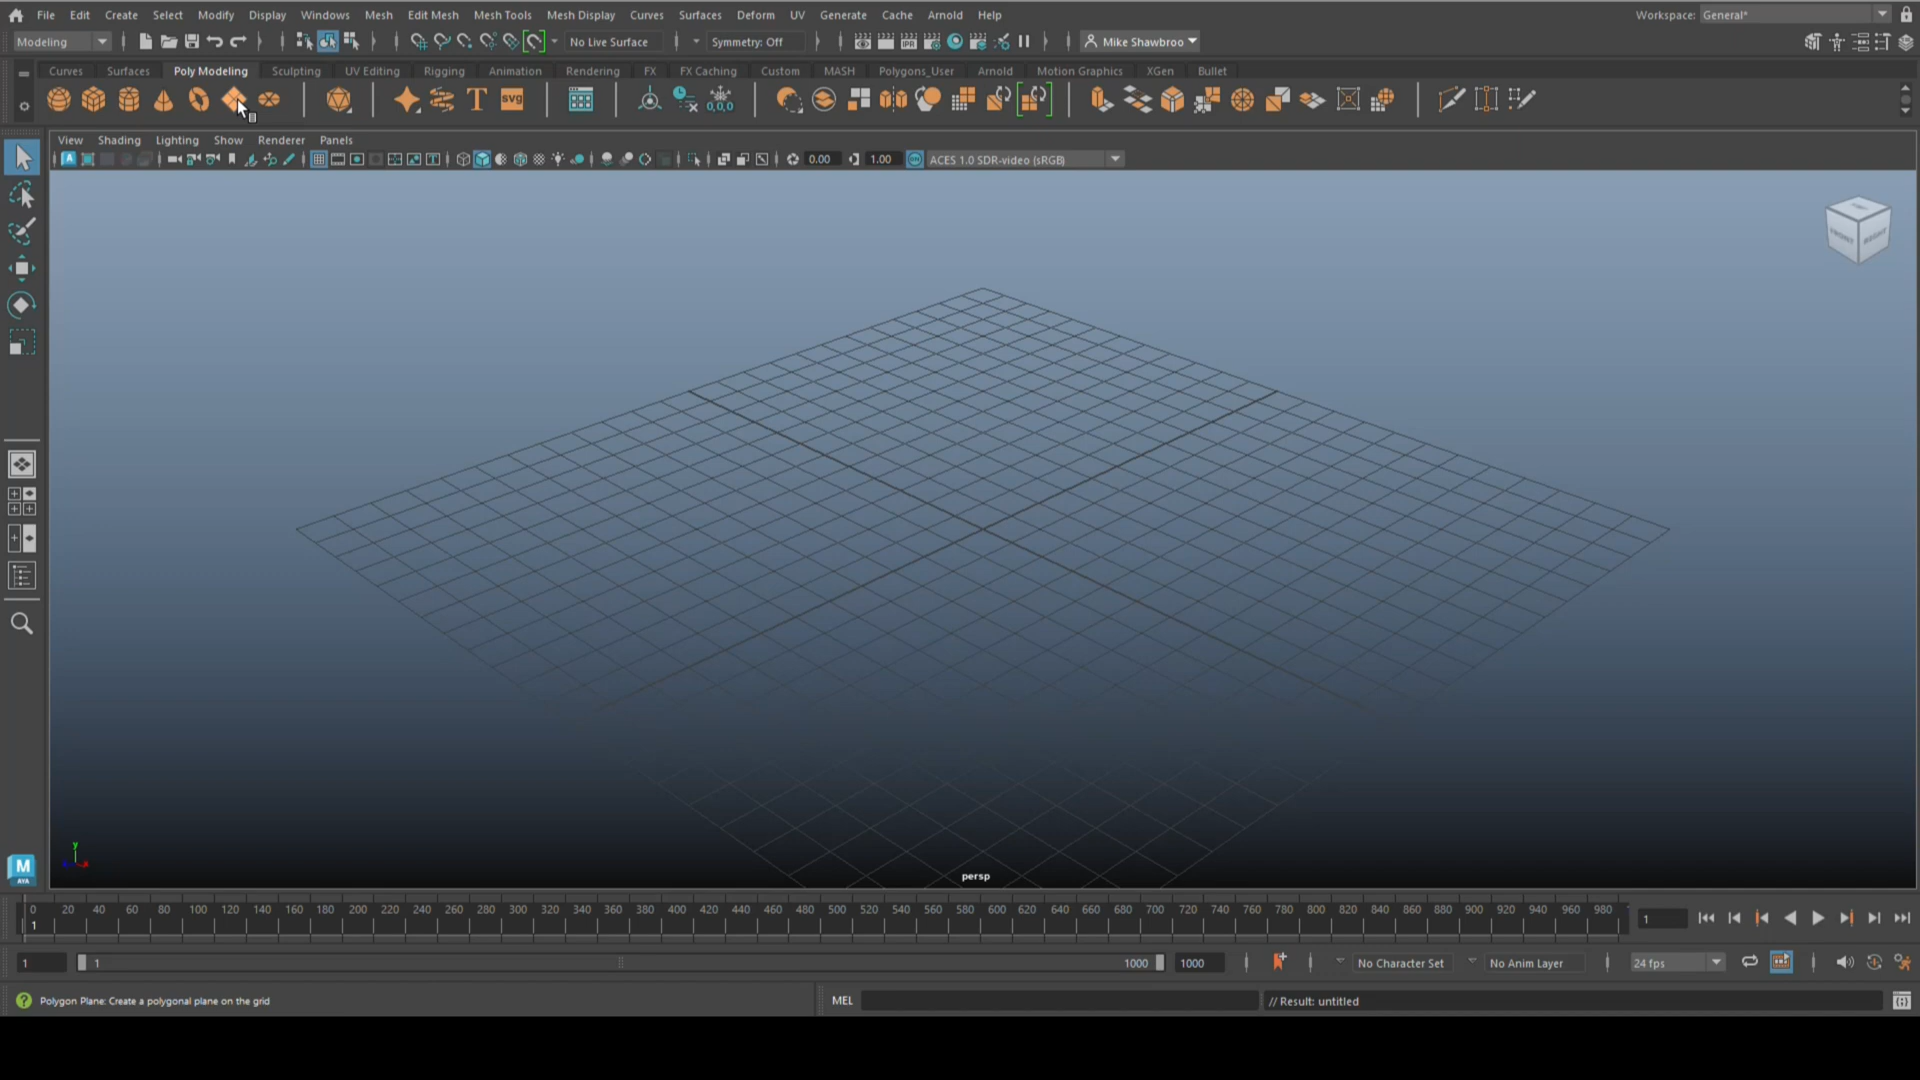 File Edit Create Select Modify Display Windows Mesh Edit Mesh Mesh Tools Mesh Display Curves Surfaces Deform UV Generate Cache Arnold Help Workspace: General*
Modeling No Live Surface Symmetry: Off Mike Shawbroo
Curves Surfaces Poly Modeling Sculpting UV Editing Rigging Animation Rendering FX FX Caching Custom MASH Polygons_User Arnold Motion Graphics XGen Bullet
T SVG 0,0,0
View Shading Lighting Show Renderer Panels
0.00 1.00 ACES 1.0 SDR-video (sRGB)
FRONT RIGHT
y
persp
M
AYA
0 20 40 60 80 100 120 140 160 180 200 220 240 260 280 300 320 340 360 380 400 420 440 460 480 500 520 540 560 580 600 620 640 660 680 700 720 740 760 780 800 820 840 860 880 900 920 940 960 980
1 1
1 1 1000 1000 No Character Set No Anim Layer 24 fps
Polygon Plane: Create a polygonal plane on the grid MEL // Result: untitled